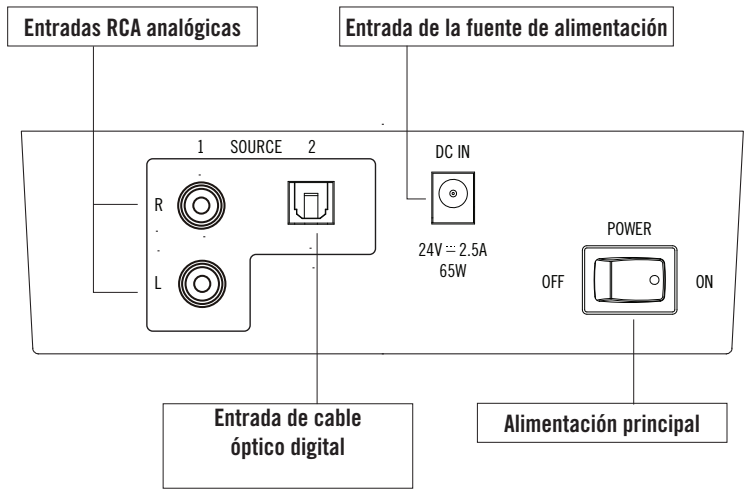 Entradas RCA analógicas
Entrada de la fuente de alimentación
1 SOURCE 2
DC IN
R
POWER
24V ⎓ 2.5A
65W
L
OFF
ON
Entrada de cable
óptico digital
Alimentación principal